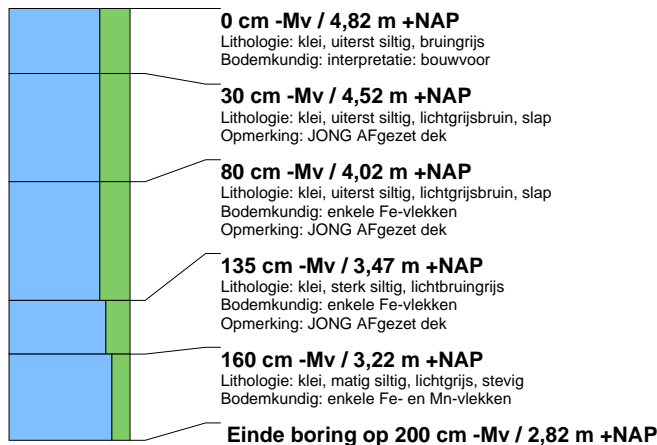 0 cm -Mv / 4,82 m +NAP
Lithologie: klei, uiterst siltig, bruingrijs
Bodemkundig: interpretatie: bouwvoor
30 cm -Mv / 4,52 m +NAP
Lithologie: klei, uiterst siltig, lichtgrijsbruin, slap
Opmerking: JONG AFgezet dek
80 cm -Mv / 4,02 m +NAP
Lithologie: klei, uiterst siltig, lichtgrijsbruin, slap
Bodemkundig: enkele Fe-vlekken
Opmerking: JONG AFgezet dek
135 cm -Mv / 3,47 m +NAP
Lithologie: klei, sterk siltig, lichtbruingrijs
Bodemkundig: enkele Fe-vlekken
Opmerking: JONG AFgezet dek
160 cm -Mv / 3,22 m +NAP
Lithologie: klei, matig siltig, lichtgrijs, stevig
Bodemkundig: enkele Fe- en Mn-vlekken
Einde boring op 200 cm -Mv / 2,82 m +NAP